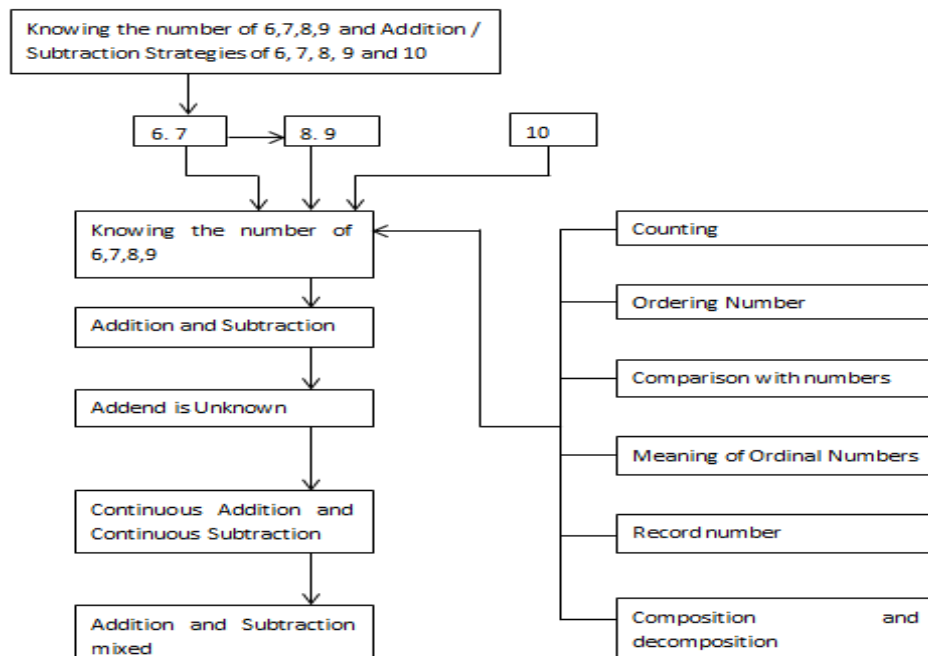 Knowing the number of 6,7,8,9 and Addition /
Subtraction Strategies of 6, 7, 8, 9 and 10
6. 7
8. 9
10
Knowing the number of
6,7,8,9
Addition and Subtraction
Addend is Unknown
Continuous Addition and
Continuous Subtraction
Addition and Subtraction
mixed
Counting
Ordering Number
Comparison with numbers
Meaning of Ordinal Numbers
Record number
Composition and
decomposition